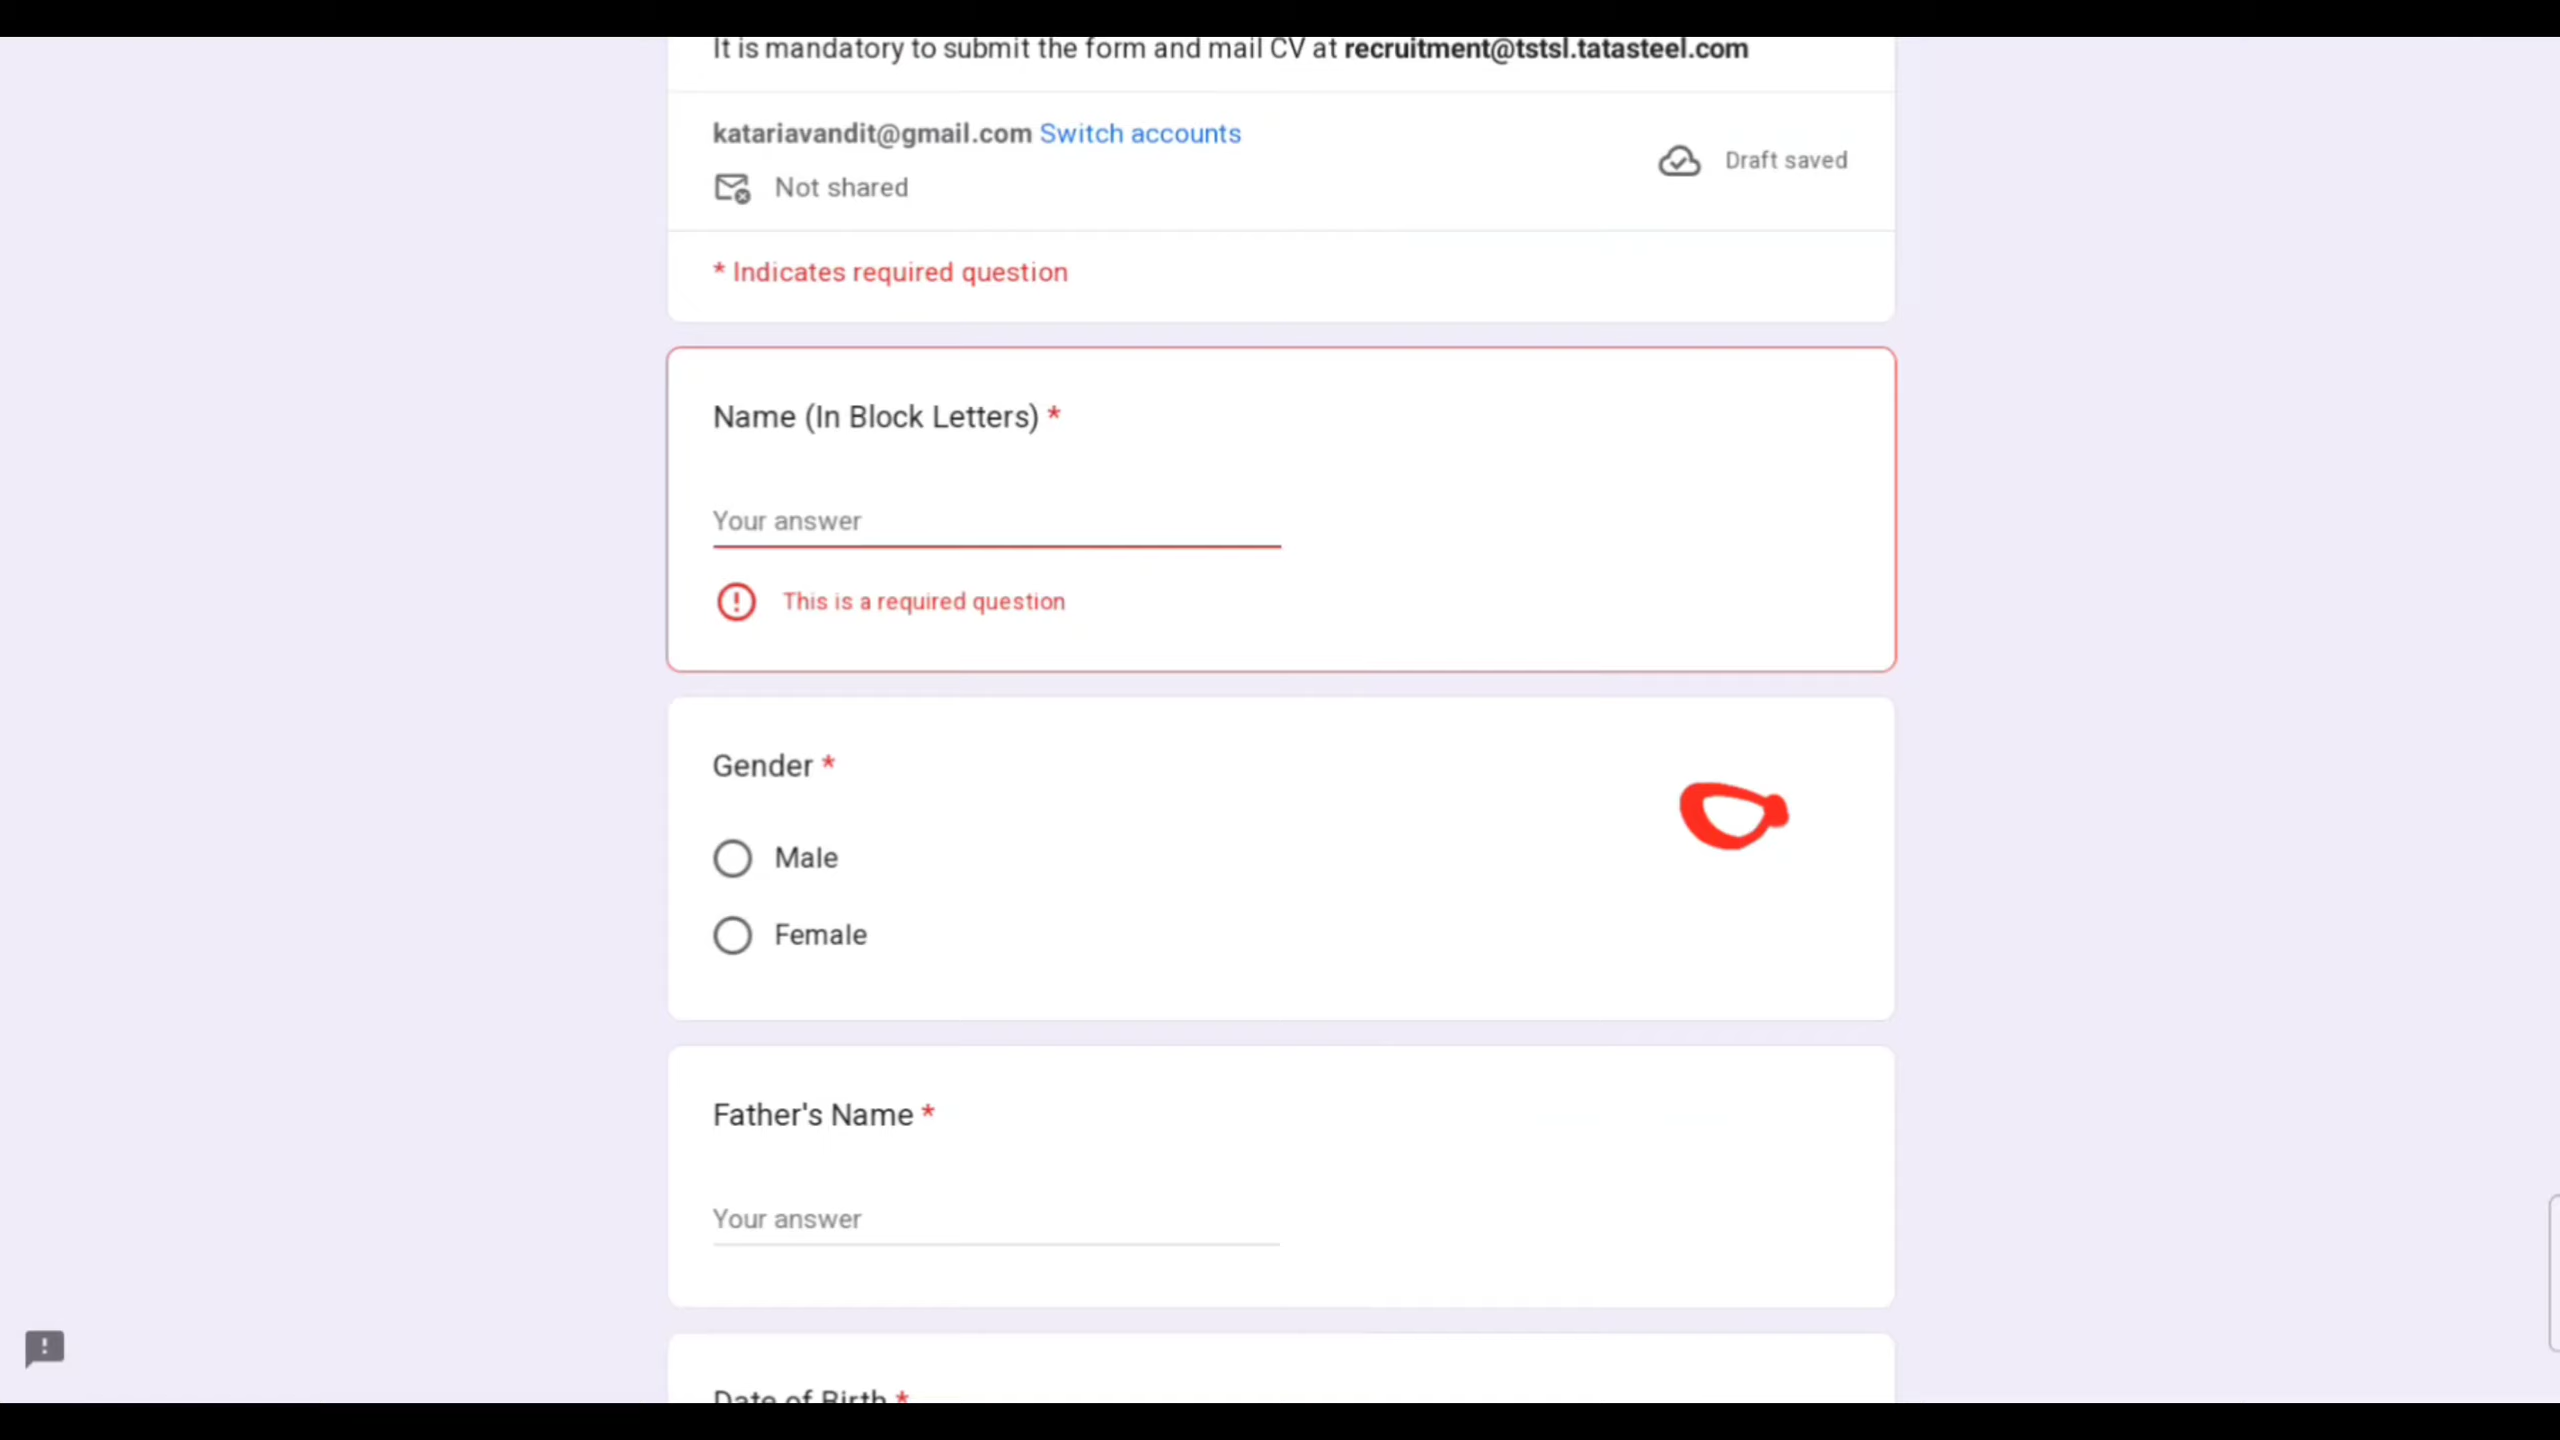 It is mandatory to submit the form and mail CV at recruitment@tstsl.tatasteel.com
katariavandit@gmail.com Switch accounts
Draft saved
Not shared
* Indicates required question
Name (In Block Letters) *
Your answer
This is a required question
Gender *
Male
Female
Father's Name *
Your answer
Date of Birth *